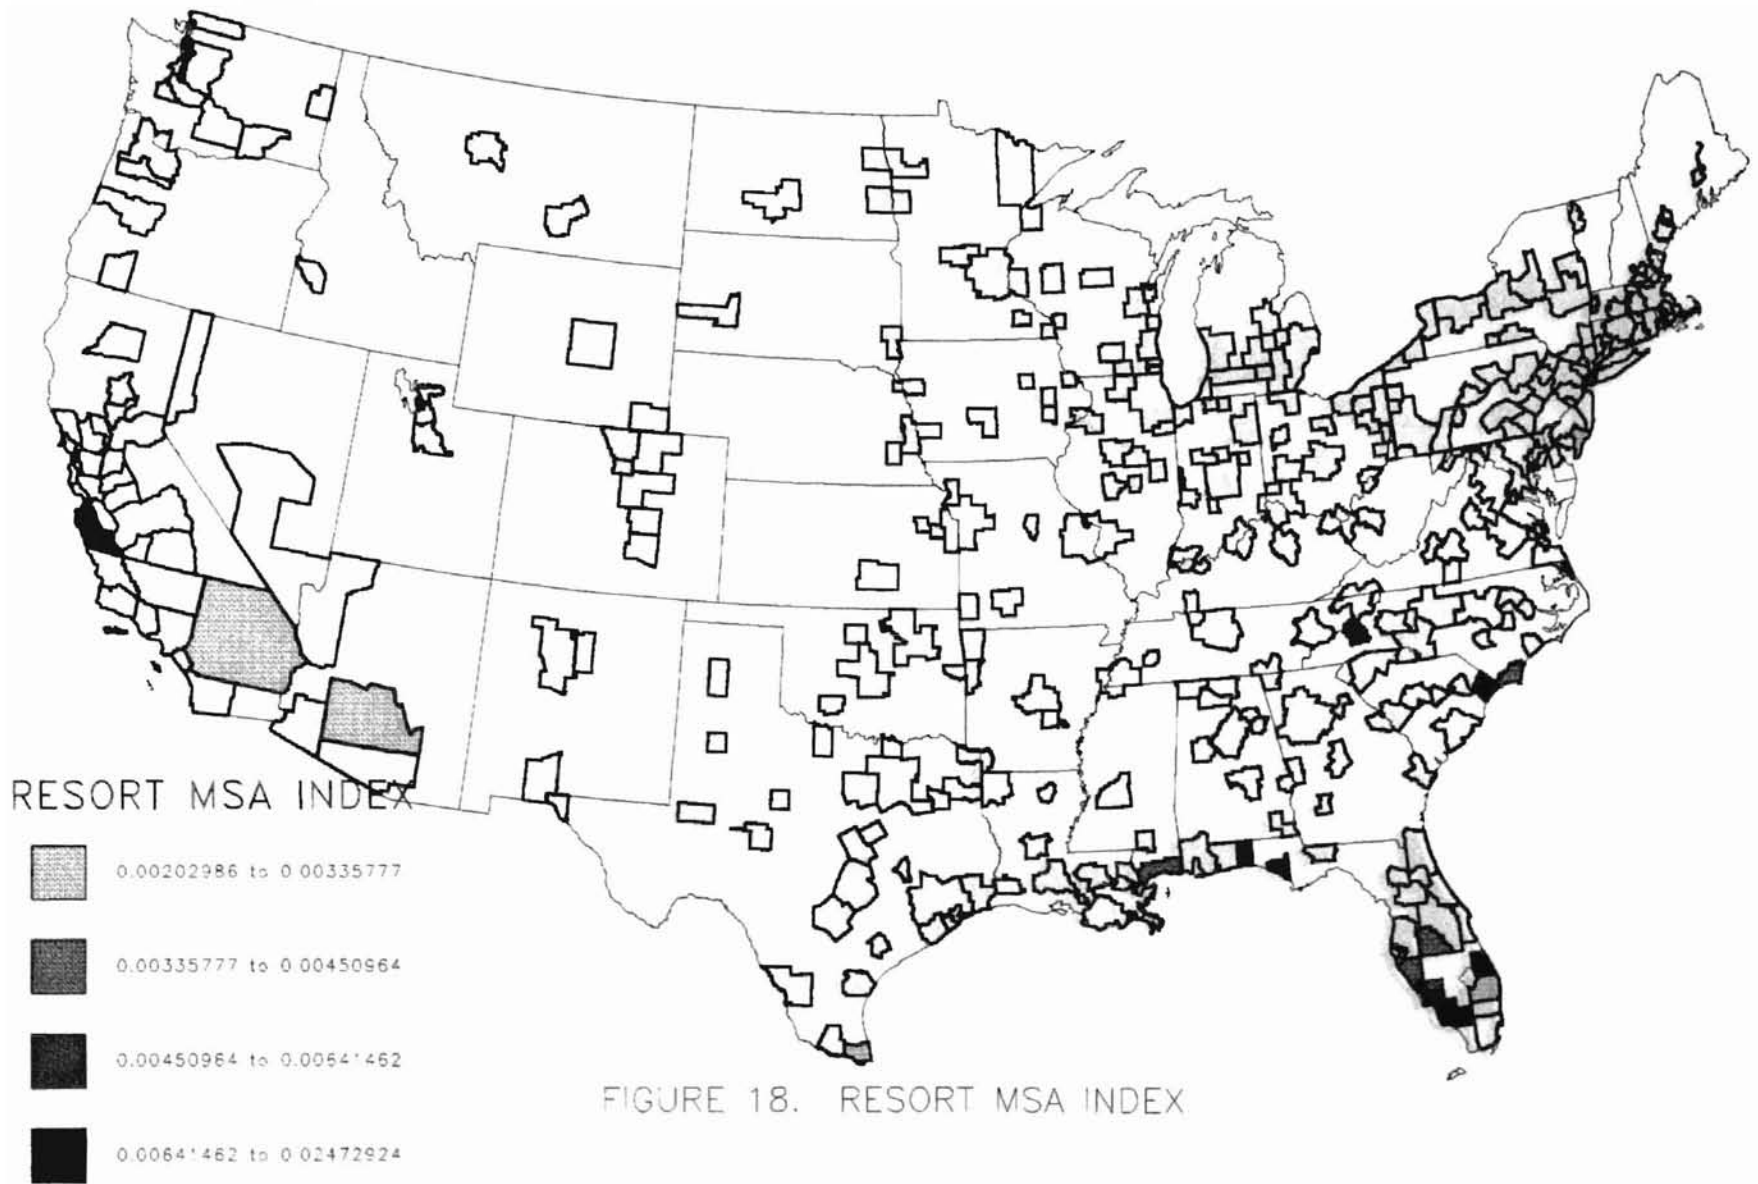 RESORT MSA INDEX
0.00202986 to 0.00335777
0.00335777 to 0.00450964
0.00450964 to 0.00641462
0.00641462 to 0.02472924
FIGURE 18. RESORT MSA INDEX